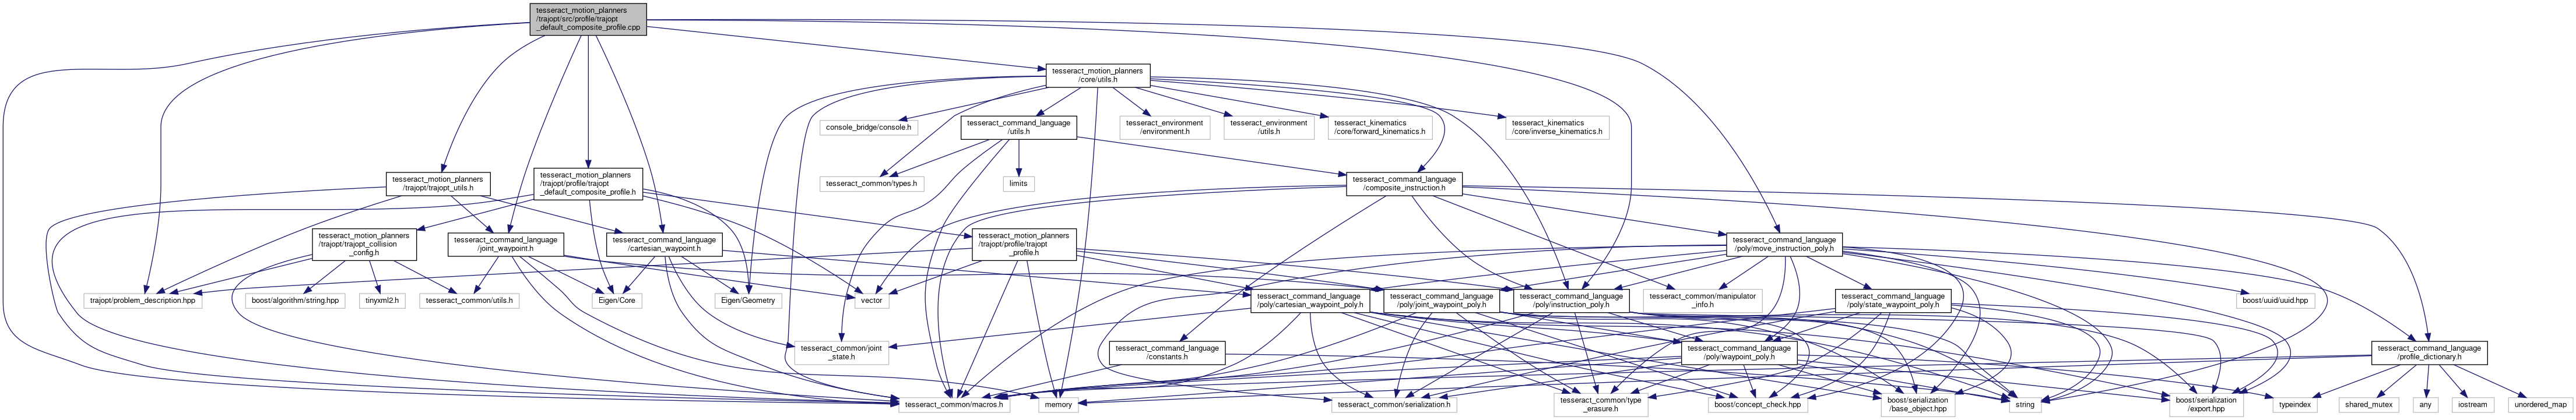 tesseract_motion_planners
/trajopt/src/profile/trajopt
_default_composite_profile.cpp
tesseract_motion_planners
/core/utils.h
console_bridge/console.h
tesseract_command_language
/utils.h
tesseract_environment
/environment.h
tesseract_environment
/utils.h
tesseract_kinematics
/core/forward_kinematics.h
tesseract_kinematics
/core/inverse_kinematics.h
tesseract_motion_planners
/trajopt/trajopt_utils.h
tesseract_motion_planners
/trajopt/profile/trajopt
_default_composite_profile.h
tesseract_common/types.h
limits
tesseract_command_language
/composite_instruction.h
tesseract_motion_planners
/trajopt/trajopt_collision
_config.h
tesseract_command_language
/joint_waypoint.h
tesseract_command_language
/cartesian_waypoint.h
tesseract_motion_planners
/trajopt/profile/trajopt
_profile.h
tesseract_command_language
/poly/move_instruction_poly.h
trajopt/problem_description.hpp
boost/algorithm/string.hpp
tinyxml2.h
tesseract_common/utils.h
Eigen/Core
Eigen/Geometry
vector
tesseract_command_language
/poly/cartesian_waypoint_poly.h
tesseract_command_language
/poly/joint_waypoint_poly.h
tesseract_command_language
/poly/instruction_poly.h
tesseract_common/manipulator
_info.h
tesseract_command_language
/poly/state_waypoint_poly.h
boost/uuid/uuid.hpp
tesseract_common/joint
_state.h
tesseract_command_language
/constants.h
tesseract_command_language
/poly/waypoint_poly.h
tesseract_command_language
/profile_dictionary.h
tesseract_common/macros.h
memory
tesseract_common/serialization.h
tesseract_common/type
_erasure.h
boost/concept_check.hpp
boost/serialization
/base_object.hpp
string
boost/serialization
/export.hpp
typeindex
shared_mutex
any
iostream
unordered_map